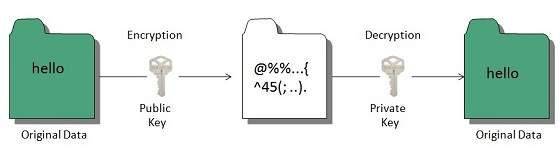 Encryption
Decryption
hello
@%%...{
^45(; ..).
hello
Public
Key
Private
Key
Original Data
Original Data